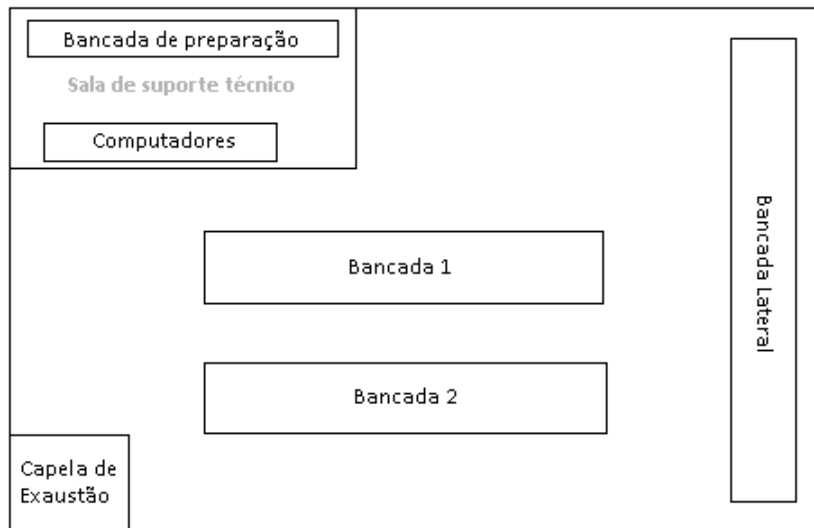 Bancada de preparação
Sala de suporte técnico
Computadores
Bancada 1
Bancada Lateral
Bancada 2
Capela de
Exaustão